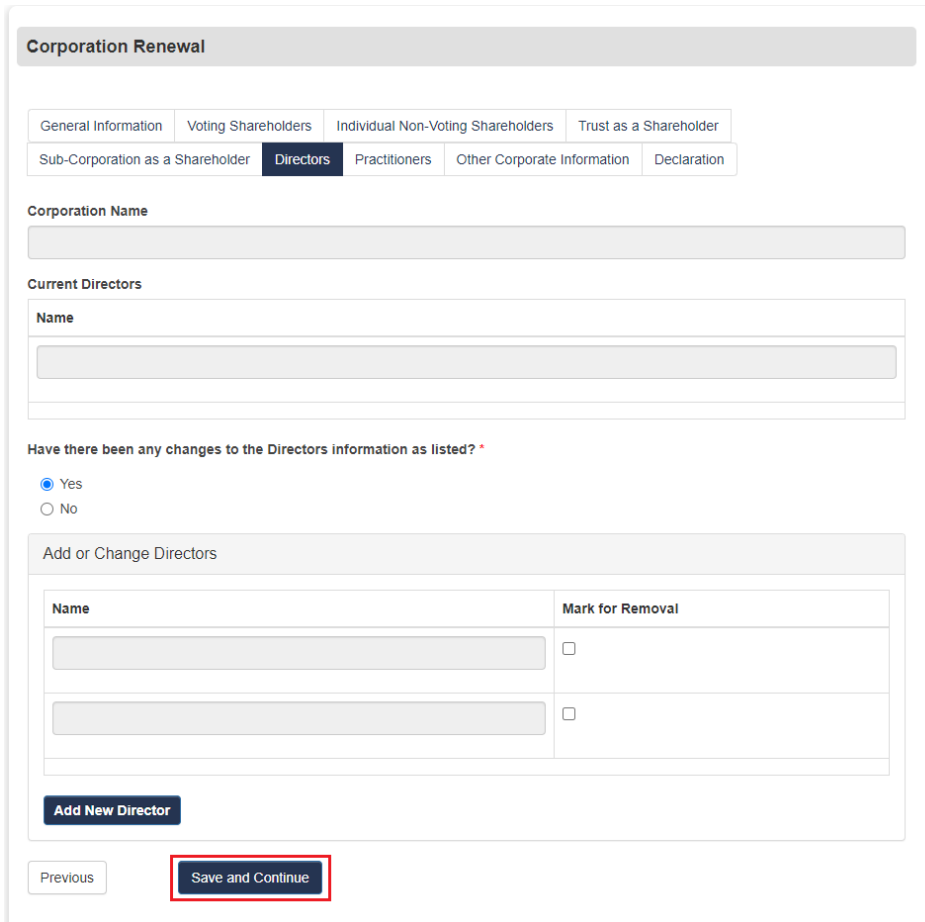 Corporation Renewal
General Information Voting Shareholders Individual Non-Voting Shareholders Trust as a Shareholder
Sub-Corporation as a Shareholder Directors Practitioners Other Corporate Information Declaration
Corporation Name
Current Directors
Name
Have there been any changes to the Directors information as listed? *
Yes
No
Add or Change Directors
Name Mark for Removal
Add New Director
Previous Save and Continue